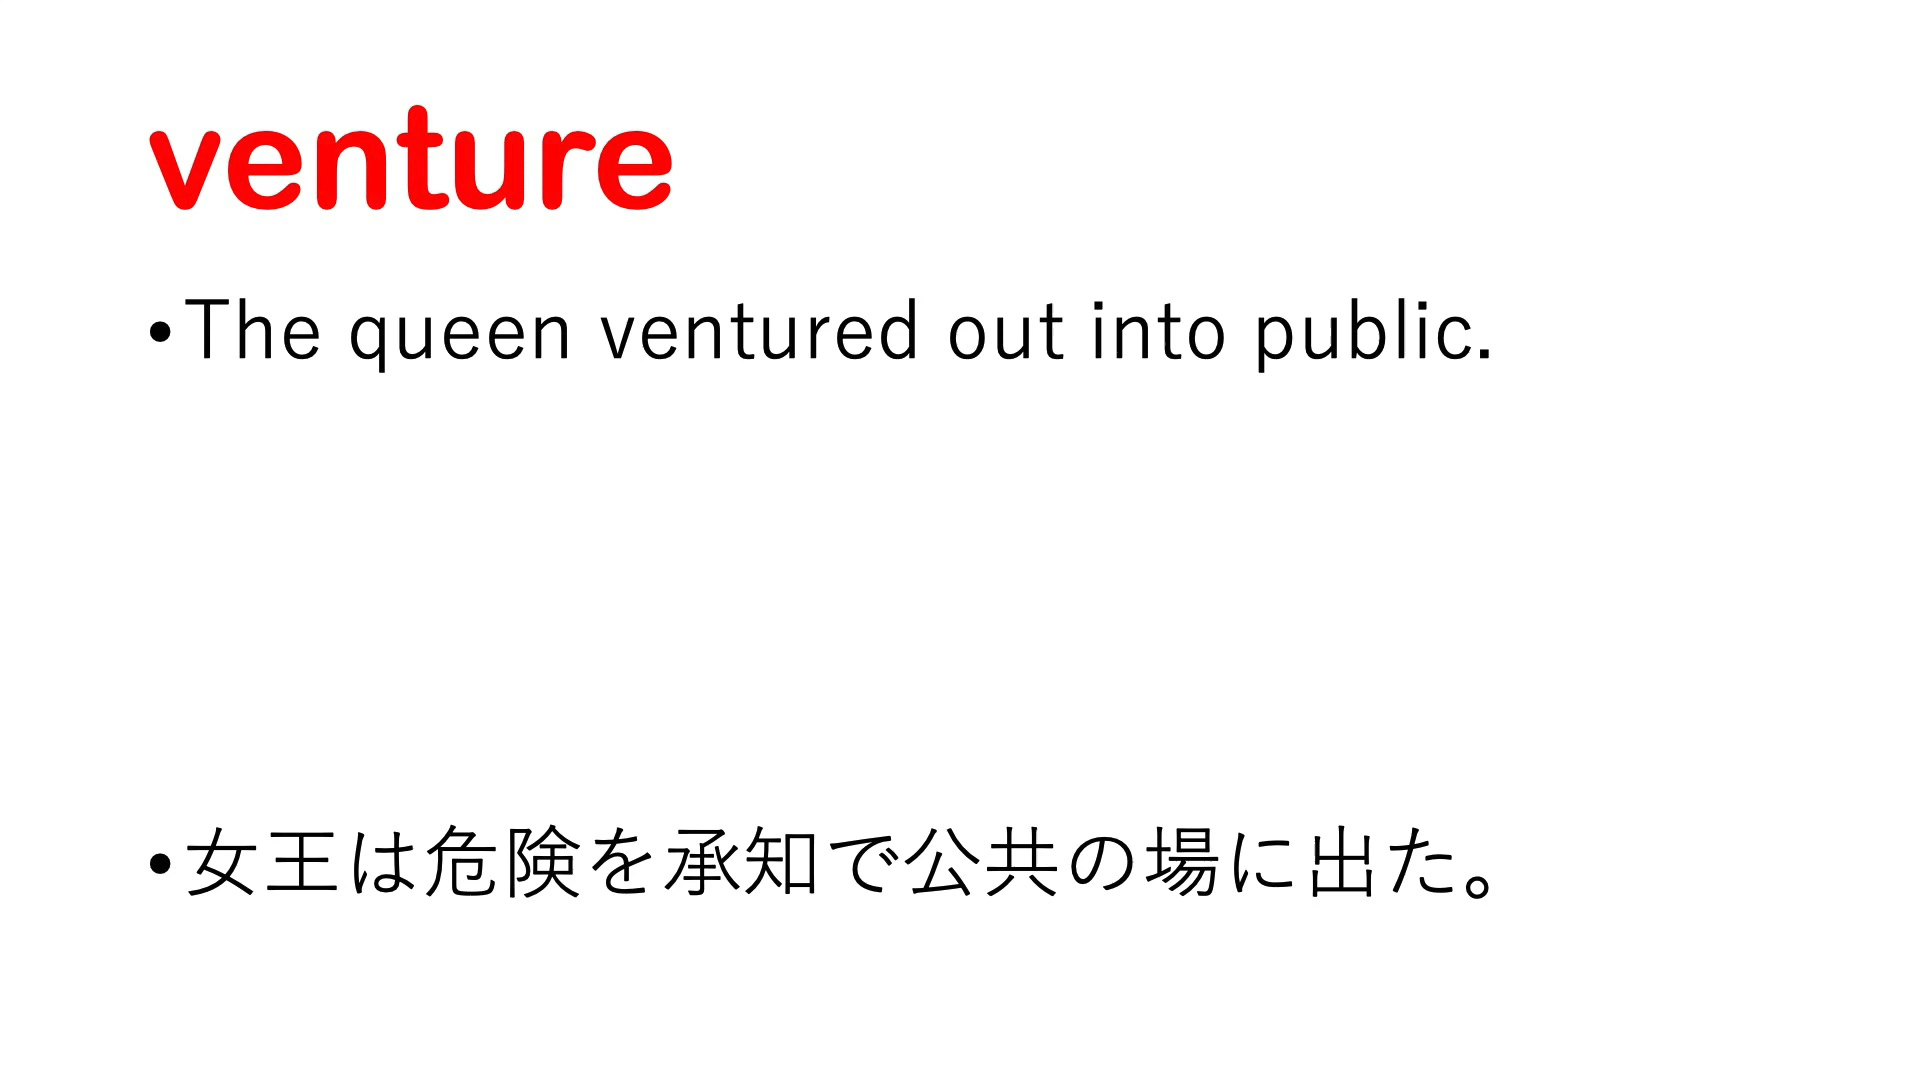 venture
• The queen ventured out into public.
• 女王は危険を承知で公共の場に出た。